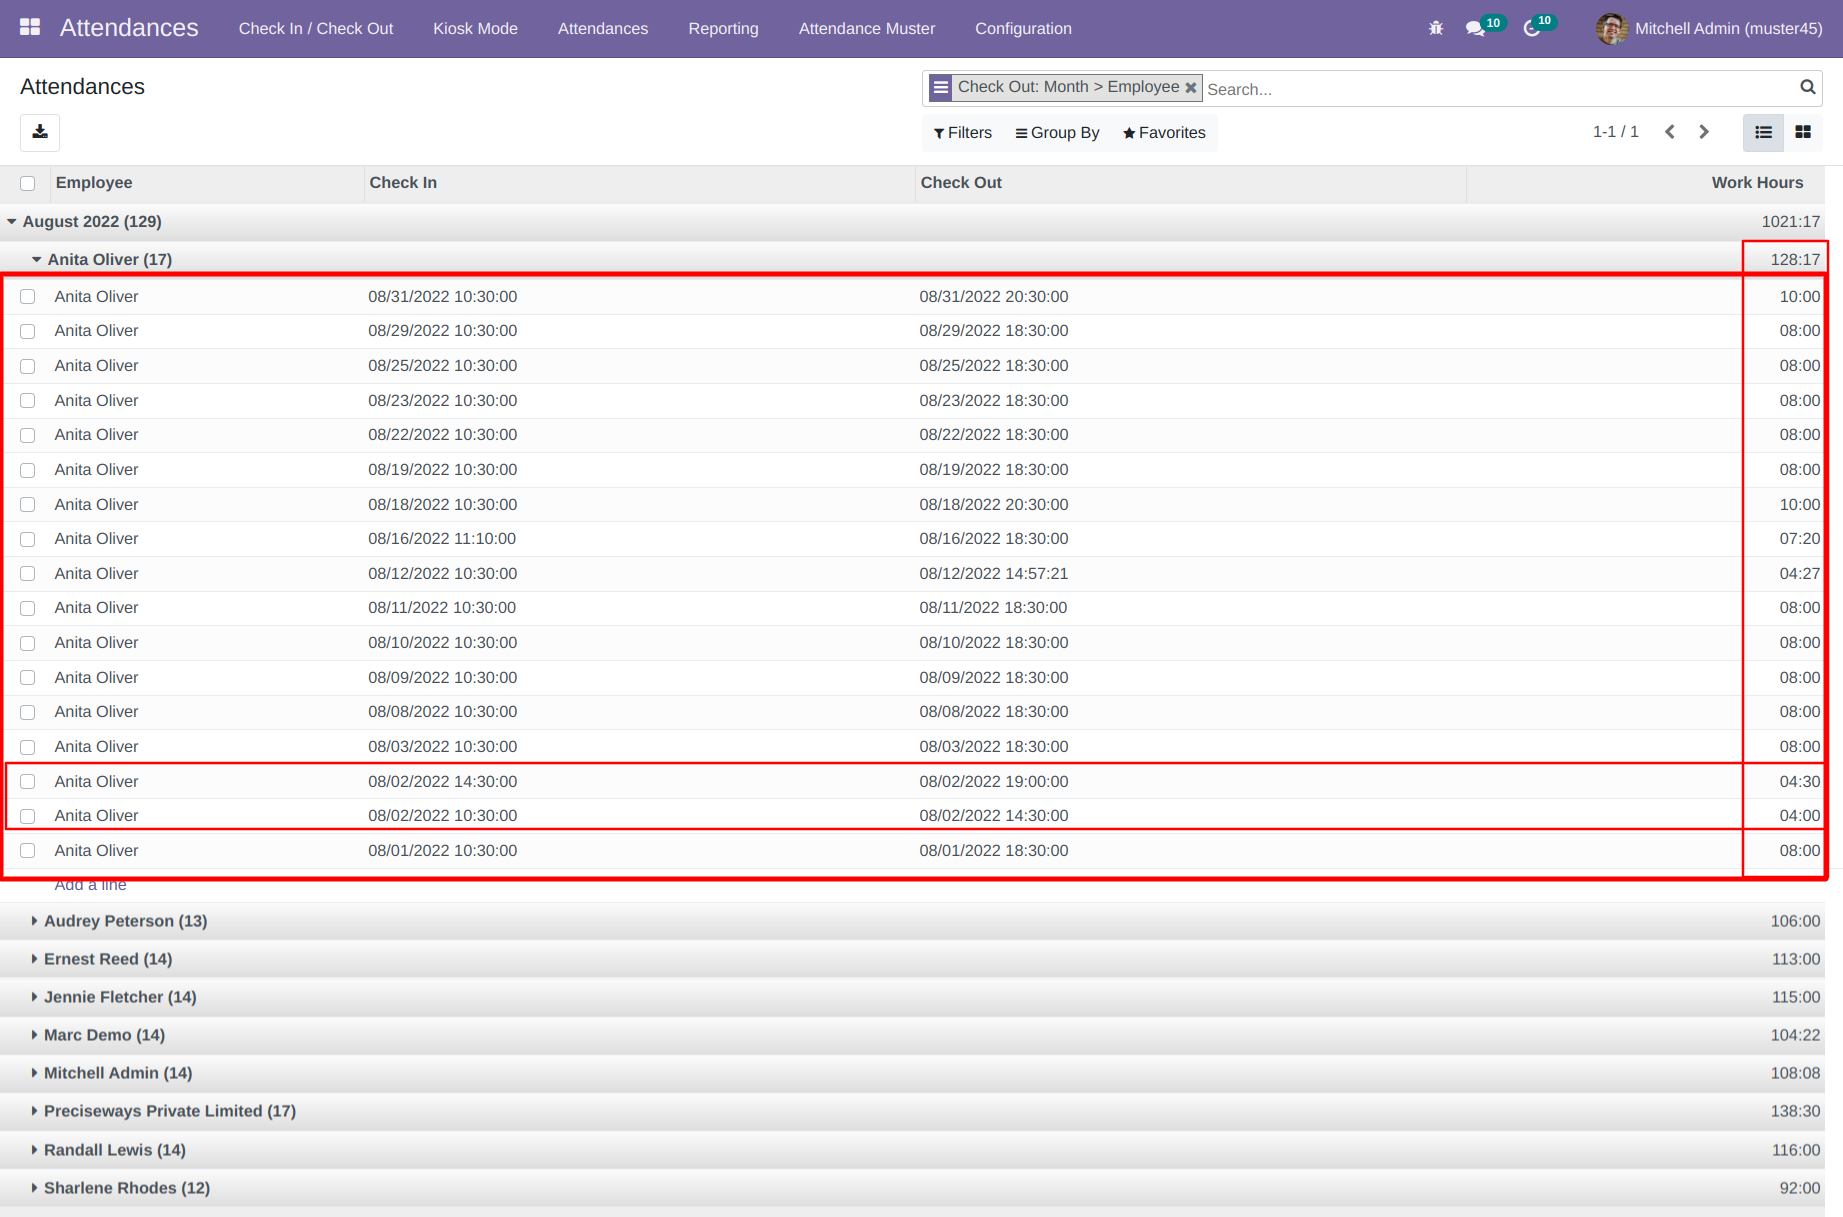 Attendances Check In / Check Out Kiosk Mode Attendances Reporting Attendance Muster Configuration 10 10 Mitchell Admin (muster45)
Attendances
Check Out: Month > Employee Search...
Filters Group By Favorites 1-1 / 1
Employee Check In Check Out Work Hours
August 2022 (129) 1021:17
Anita Oliver (17) 128:17
Anita Oliver 08/31/2022 10:30:00 08/31/2022 20:30:00 10:00
Anita Oliver 08/29/2022 10:30:00 08/29/2022 18:30:00 08:00
Anita Oliver 08/25/2022 10:30:00 08/25/2022 18:30:00 08:00
Anita Oliver 08/23/2022 10:30:00 08/23/2022 18:30:00 08:00
Anita Oliver 08/22/2022 10:30:00 08/22/2022 18:30:00 08:00
Anita Oliver 08/19/2022 10:30:00 08/19/2022 18:30:00 08:00
Anita Oliver 08/18/2022 10:30:00 08/18/2022 20:30:00 10:00
Anita Oliver 08/16/2022 11:10:00 08/16/2022 18:30:00 07:20
Anita Oliver 08/12/2022 10:30:00 08/12/2022 14:57:21 04:27
Anita Oliver 08/11/2022 10:30:00 08/11/2022 18:30:00 08:00
Anita Oliver 08/10/2022 10:30:00 08/10/2022 18:30:00 08:00
Anita Oliver 08/09/2022 10:30:00 08/09/2022 18:30:00 08:00
Anita Oliver 08/08/2022 10:30:00 08/08/2022 18:30:00 08:00
Anita Oliver 08/03/2022 10:30:00 08/03/2022 18:30:00 08:00
Anita Oliver 08/02/2022 14:30:00 08/02/2022 19:00:00 04:30
Anita Oliver 08/02/2022 10:30:00 08/02/2022 14:30:00 04:00
Anita Oliver 08/01/2022 10:30:00 08/01/2022 18:30:00 08:00
Add a line
Audrey Peterson (13) 106:00
Ernest Reed (14) 113:00
Jennie Fletcher (14) 115:00
Marc Demo (14) 104:22
Mitchell Admin (14) 108:08
Preciseways Private Limited (17) 138:30
Randall Lewis (14) 116:00
Sharlene Rhodes (12) 92:00